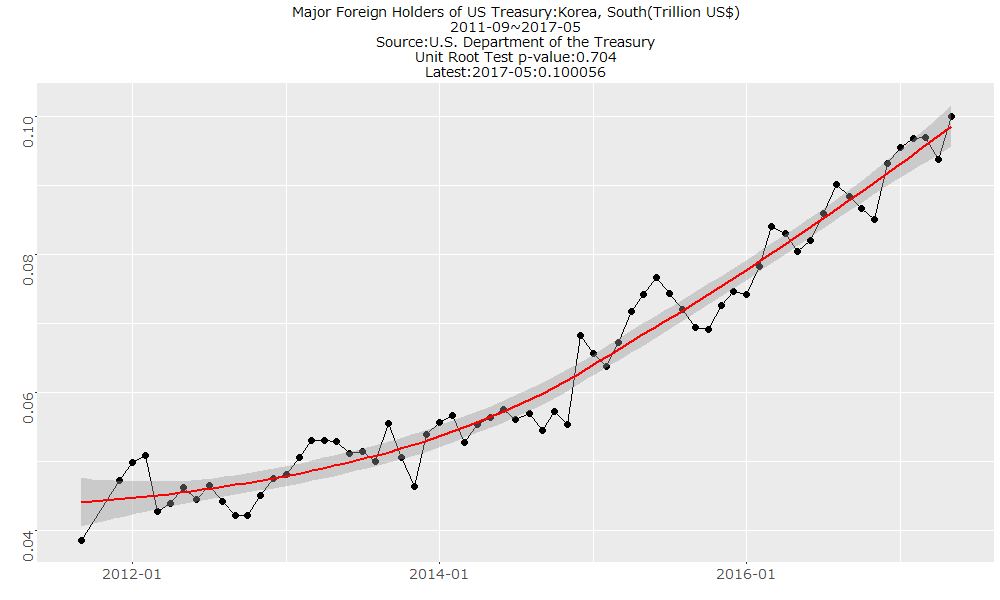 Major Foreign Holders of US Treasury:Korea, South(Trillion US$)
2011-09~2017-05
Source:U.S. Department of the Treasury
Unit Root Test p-value:0.704
Latest:2017-05:0.100056
0.10
0.08
0.06
0.04
2012-01
2014-01
2016-01